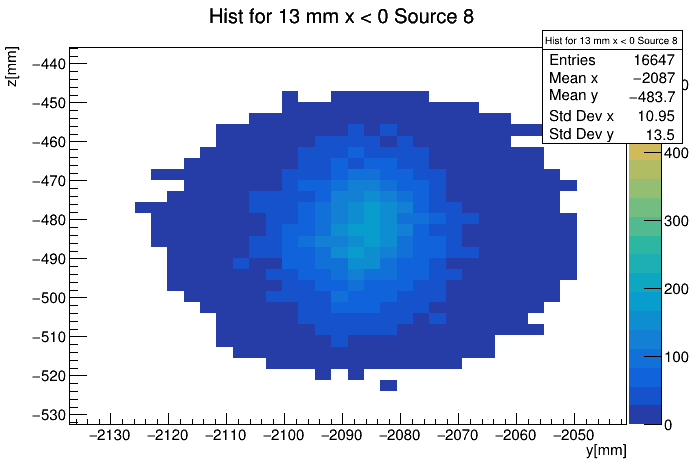 Hist for 13 mm x < 0 Source 8
z[mm]
−440
−450
−460
−470
−480
−490
−500
−510
−520
−530
−2130 −2120 −2110 −2100 −2090 −2080 −2070 −2060 −2050
y[mm]
Hist for 13 mm x < 0 Source 8
Entries 16647
Mean x −2087
Mean y −483.7
Std Dev x 10.95
Std Dev y 13.5
0
400
300
200
100
0